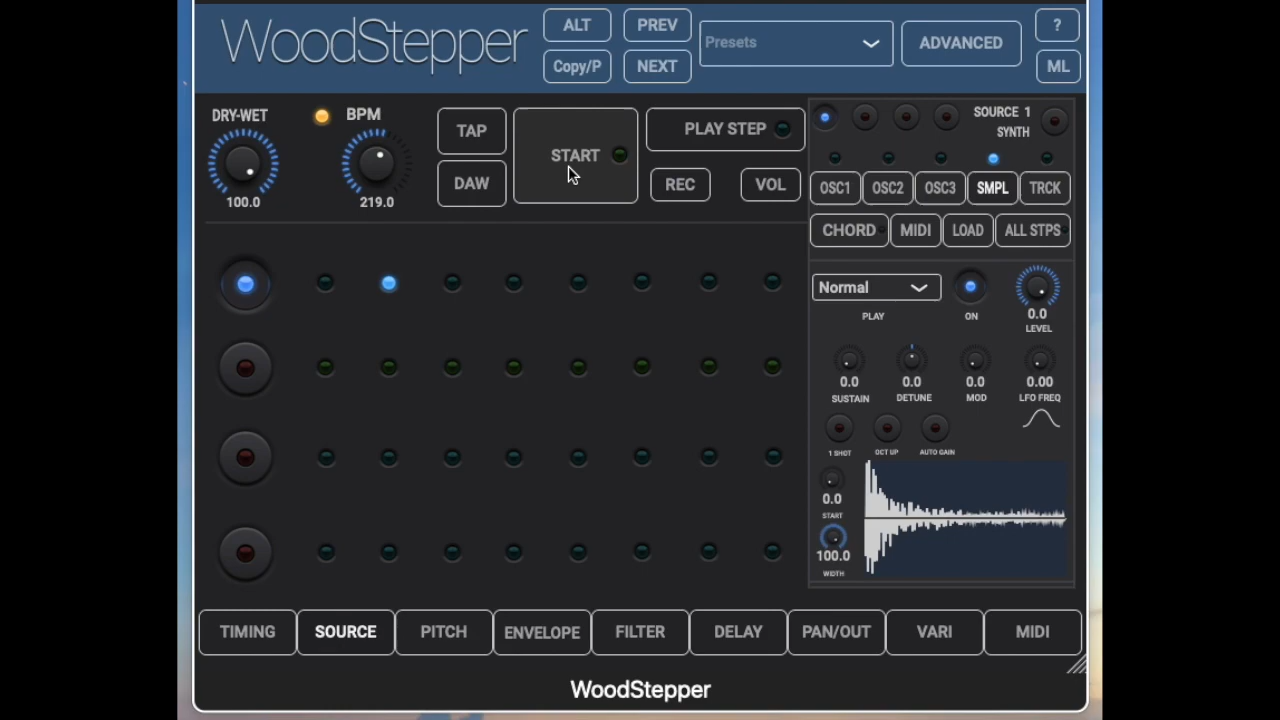 WoodStepper
ALT
PREV
Presets
ADVANCED
?
Copy/P
NEXT
ML
DRY-WET
100.0
BPM
219.0
TAP
DAW
START
PLAY STEP
REC
VOL
SOURCE 1
SYNTH
OSC1
OSC2
OSC3
SMPL
TRCK
CHORD
MIDI
LOAD
ALL STPS
Normal
PLAY
ON
0.0
LEVEL
0.0
SUSTAIN
0.0
DETUNE
0.0
MOD
0.00
LFO FREQ
1 SHOT
OCT UP
AUTO GAIN
0.0
START
100.0
WIDTH
TIMING
SOURCE
PITCH
ENVELOPE
FILTER
DELAY
PAN/OUT
VARI
MIDI
WoodStepper